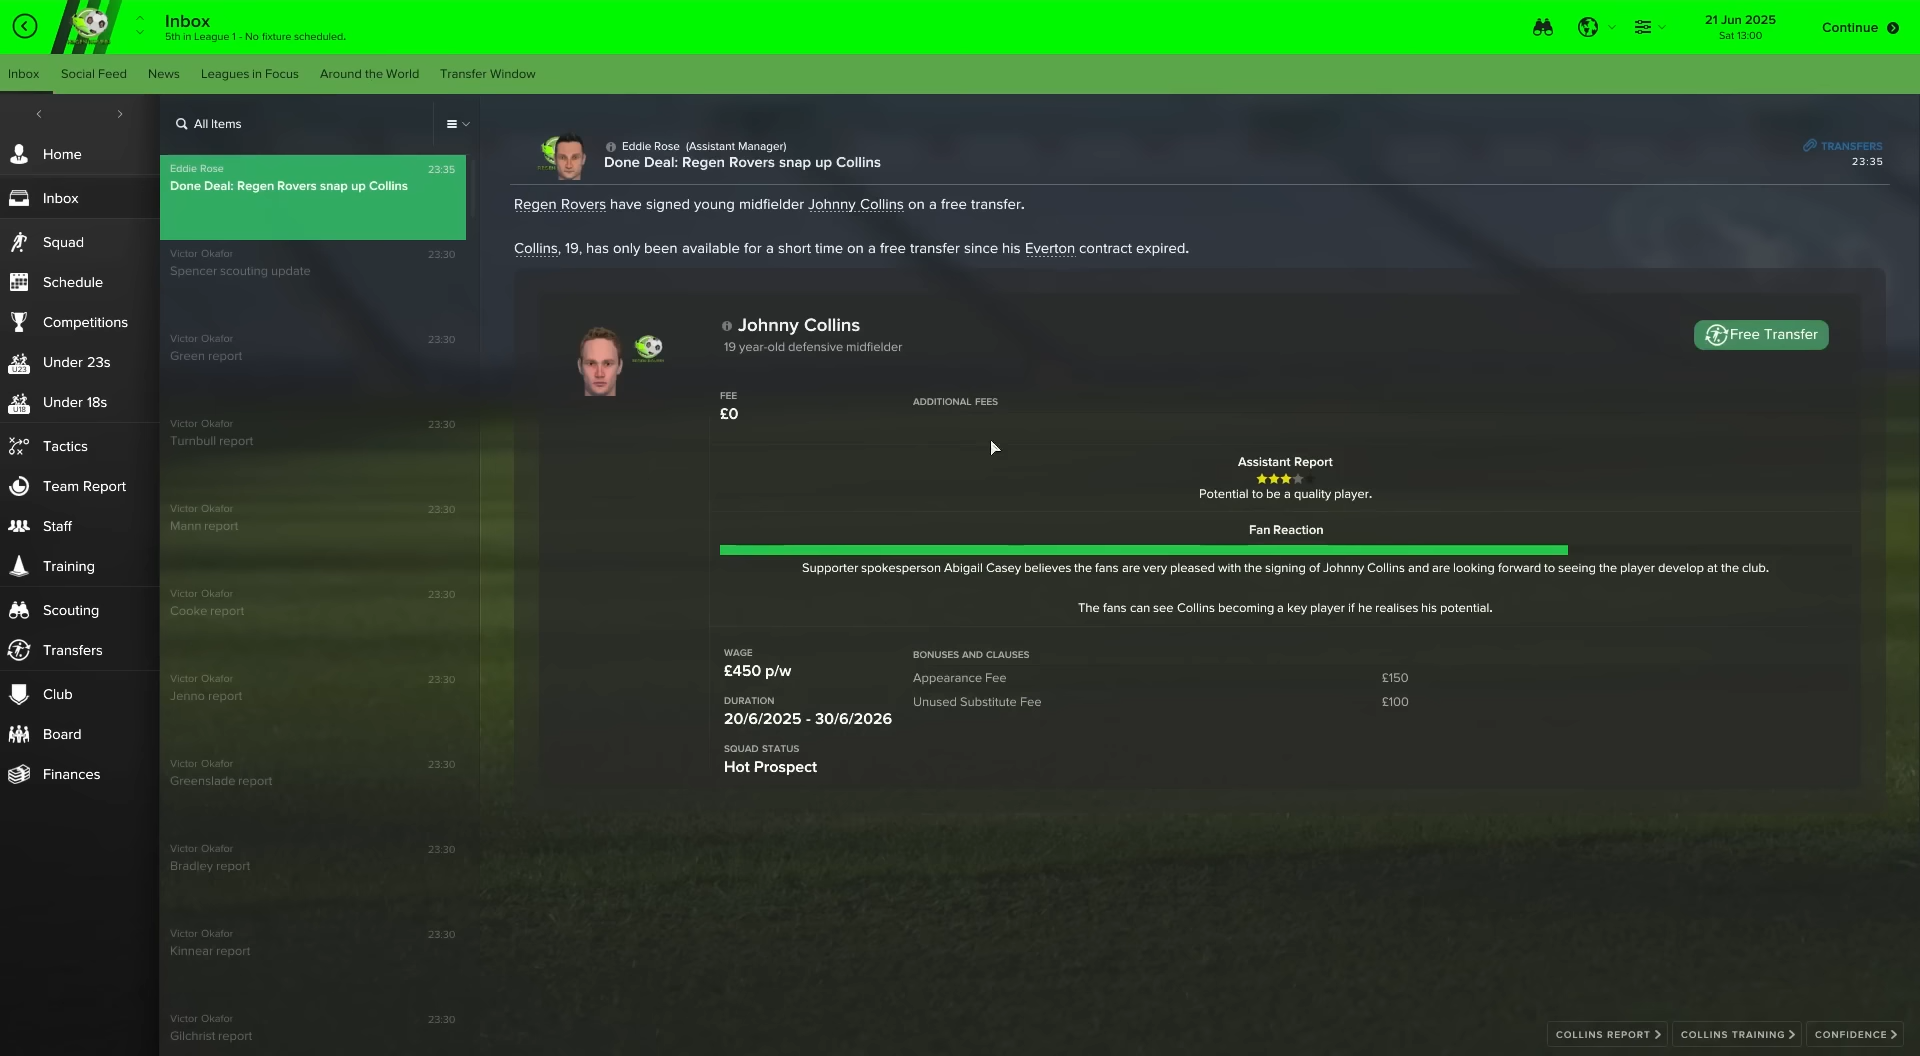 Inbox
5th in League 1 - No fixture scheduled.
21 Jun 2025
Sat 13:00
Continue
Inbox
Social Feed
News
Leagues in Focus
Around the World
Transfer Window
Home
Inbox
Squad
Schedule
Competitions
U23
Under 23s
U18
Under 18s
Tactics
Team Report
Staff
Training
Scouting
Transfers
Club
Board
Finances
All Items
Eddie Rose 23:35
Done Deal: Regen Rovers snap up Collins
Victor Okafor 23:30
Spencer scouting update
Victor Okafor 23:30
Green report
Victor Okafor 23:30
Turnbull report
Victor Okafor 23:30
Mann report
Victor Okafor 23:30
Cooke report
Victor Okafor 23:30
Jenno report
Victor Okafor 23:30
Greenslade report
Victor Okafor 23:30
Bradley report
Victor Okafor 23:30
Kinnear report
Victor Okafor 23:30
Gilchrist report
Eddie Rose (Assistant Manager)
Done Deal: Regen Rovers snap up Collins
TRANSFERS
23:35
Regen Rovers have signed young midfielder Johnny Collins on a free transfer.
Collins, 19, has only been available for a short time on a free transfer since his Everton contract expired.
Johnny Collins
19 year-old defensive midfielder
Free Transfer
FEE
£0
ADDITIONAL FEES
Assistant Report
Potential to be a quality player.
Fan Reaction
Supporter spokesperson Abigail Casey believes the fans are very pleased with the signing of Johnny Collins and are looking forward to seeing the player develop at the club.
The fans can see Collins becoming a key player if he realises his potential.
WAGE
£450 p/w
DURATION
20/6/2025 - 30/6/2026
SQUAD STATUS
Hot Prospect
BONUSES AND CLAUSES
Appearance Fee £150
Unused Substitute Fee £100
COLLINS REPORT
COLLINS TRAINING
CONFIDENCE